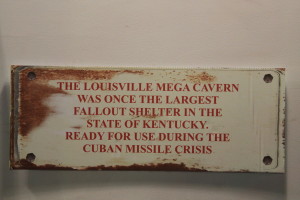 THE LOUISVILLE MEGA CAVERN
WAS ONCE THE LARGEST
FALLOUT SHELTER IN THE
STATE OF KENTUCKY.
READY FOR USE DURING THE
CUBAN MISSILE CRISIS